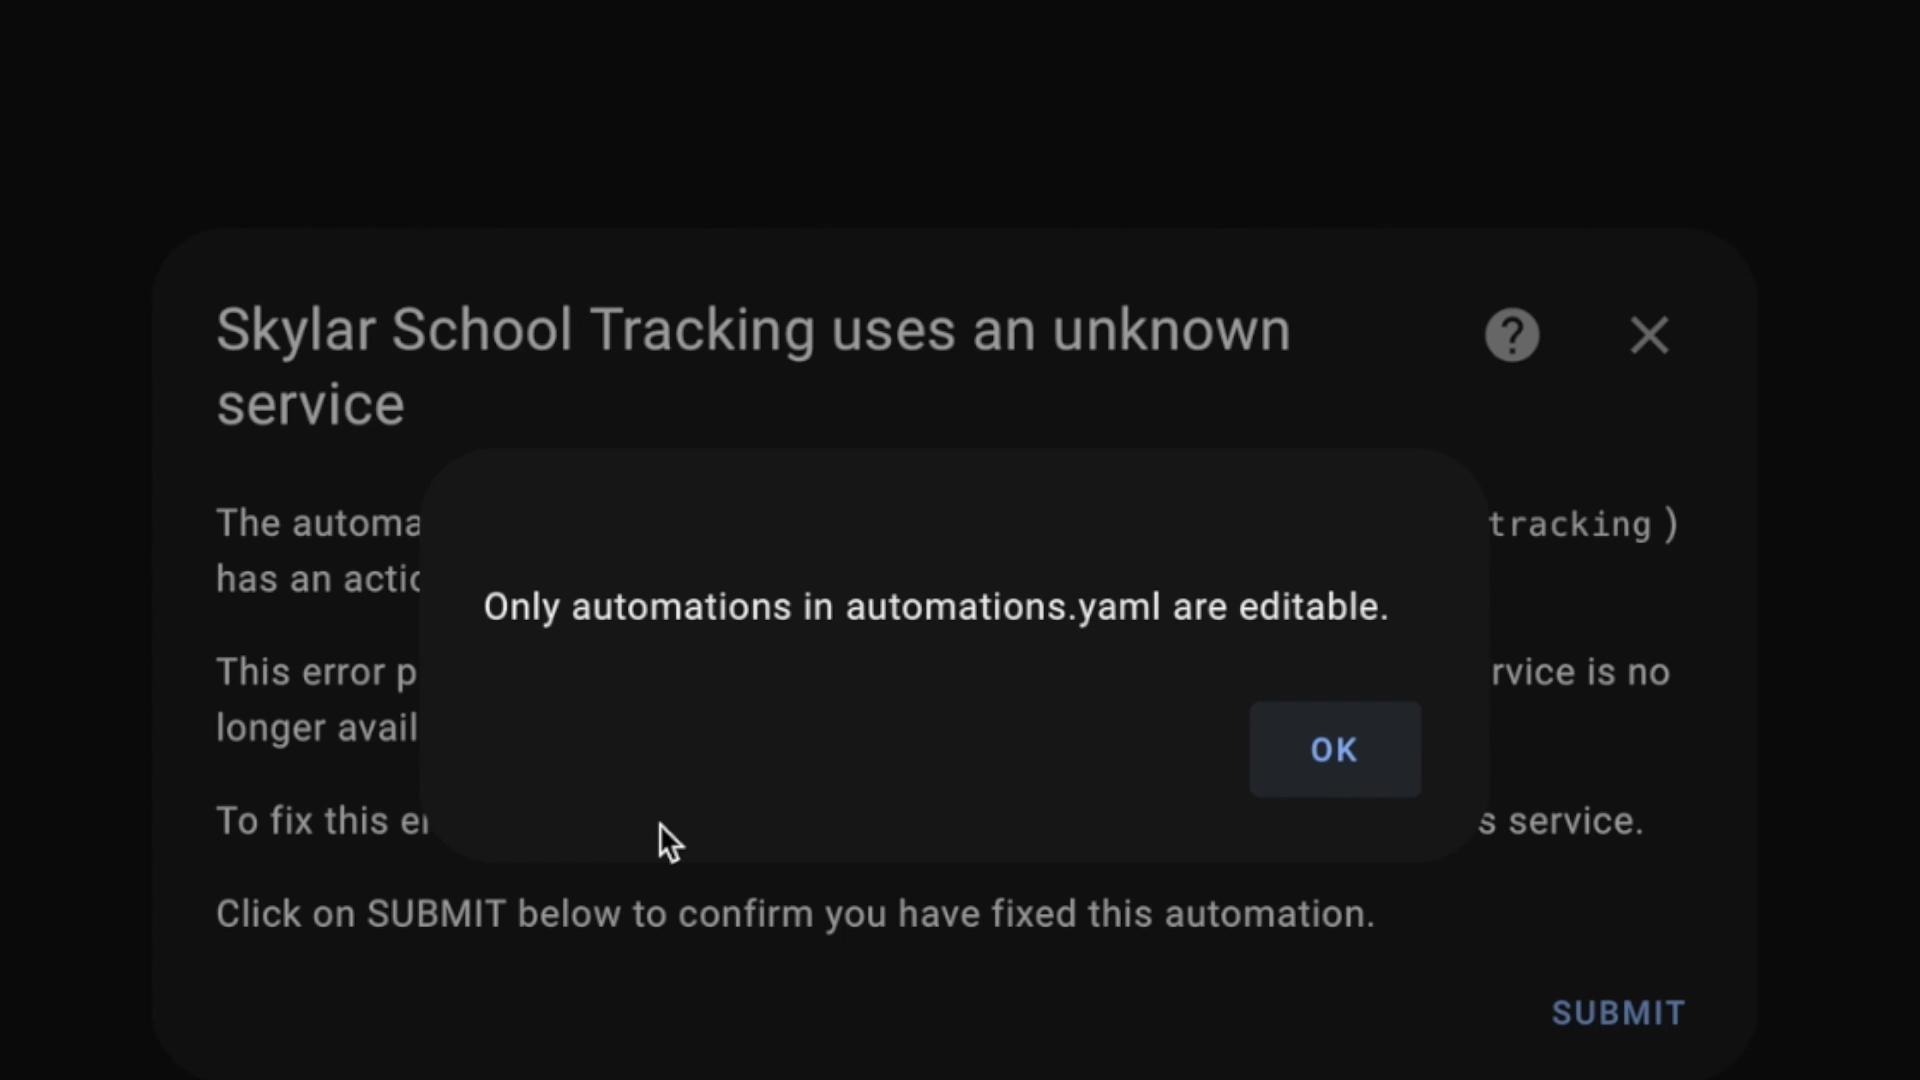 Skylar School Tracking uses an unknown
service
The automa tracking )
has an actic
Only automations in automations.yaml are editable.
This error p rvice is no
longer avail
OK
To fix this e s service.
Click on SUBMIT below to confirm you have fixed this automation.
SUBMIT